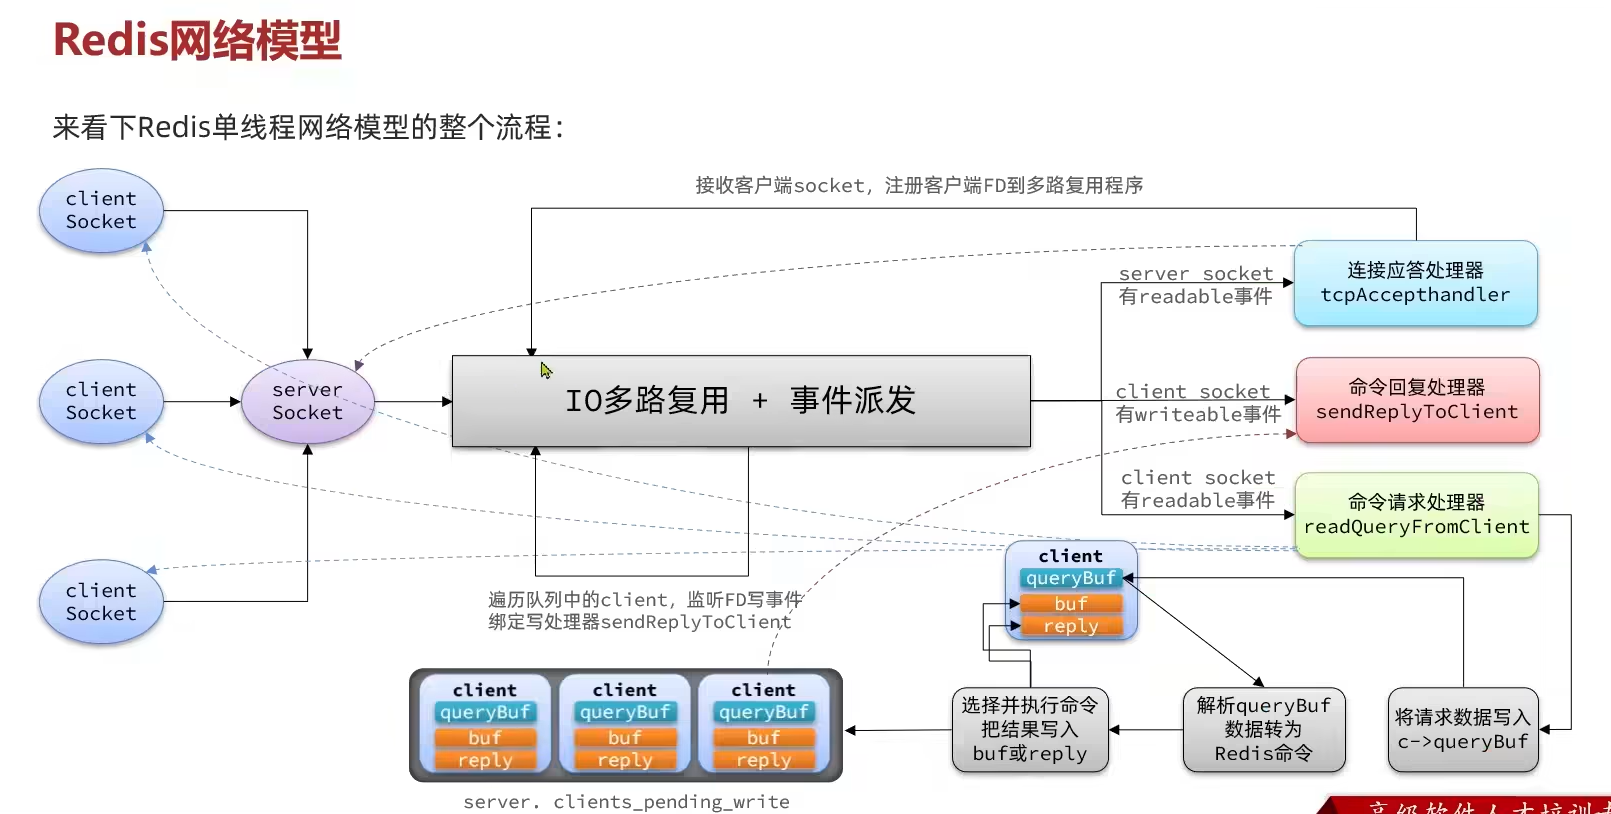 Redis网络模型
来看下Redis单线程网络模型的整个流程：
接收客户端socket，注册客户端FD到多路复用程序
client
Socket
client
Socket
client
Socket
server
Socket
IO多路复用 + 事件派发
server socket
有readable事件
连接应答处理器
tcpAccepthandler
client socket
有writeable事件
命令回复处理器
sendReplyToClient
client socket
有readable事件
命令请求处理器
readQueryFromClient
遍历队列中的client，监听FD写事件
绑定写处理器sendReplyToClient
client
queryBuf
buf
reply
client
queryBuf
buf
reply
client
queryBuf
buf
reply
client
queryBuf
buf
reply
server. clients_pending_write
选择并执行命令
把结果写入
buf或reply
解析queryBuf
数据转为
Redis命令
将请求数据写入
c->queryBuf
高级软件人才培训